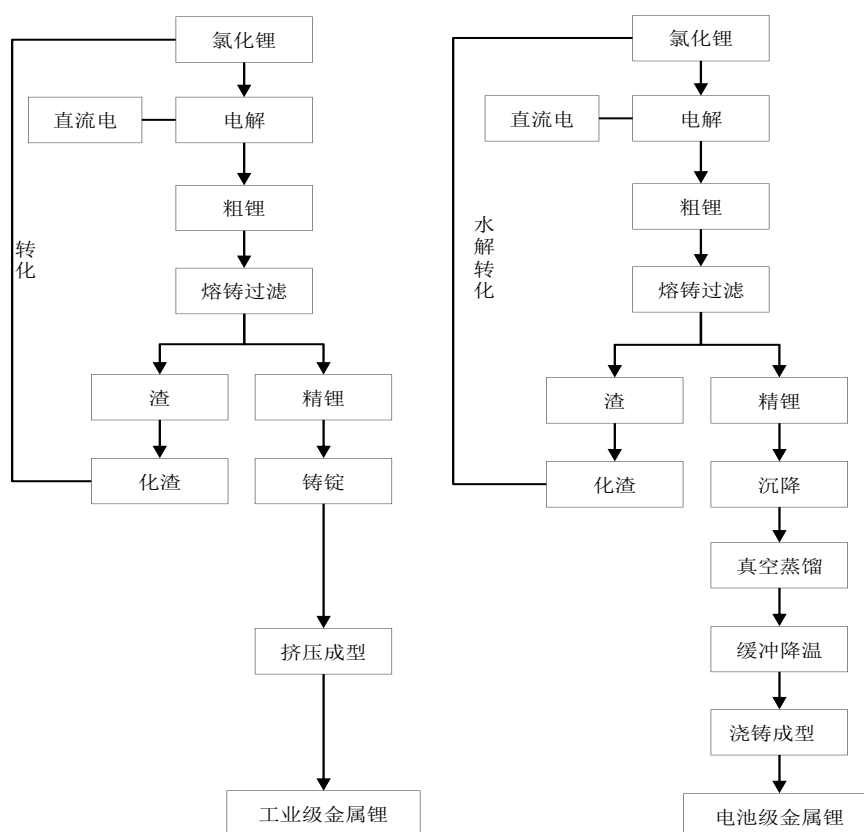 氯化锂
直流电
电解
粗锂
转化
熔铸过滤
渣
精锂
化渣
铸锭
挤压成型
工业级金属锂
氯化锂
直流电
电解
粗锂
水解转化
熔铸过滤
渣
精锂
化渣
沉降
真空蒸馏
缓冲降温
浇铸成型
电池级金属锂